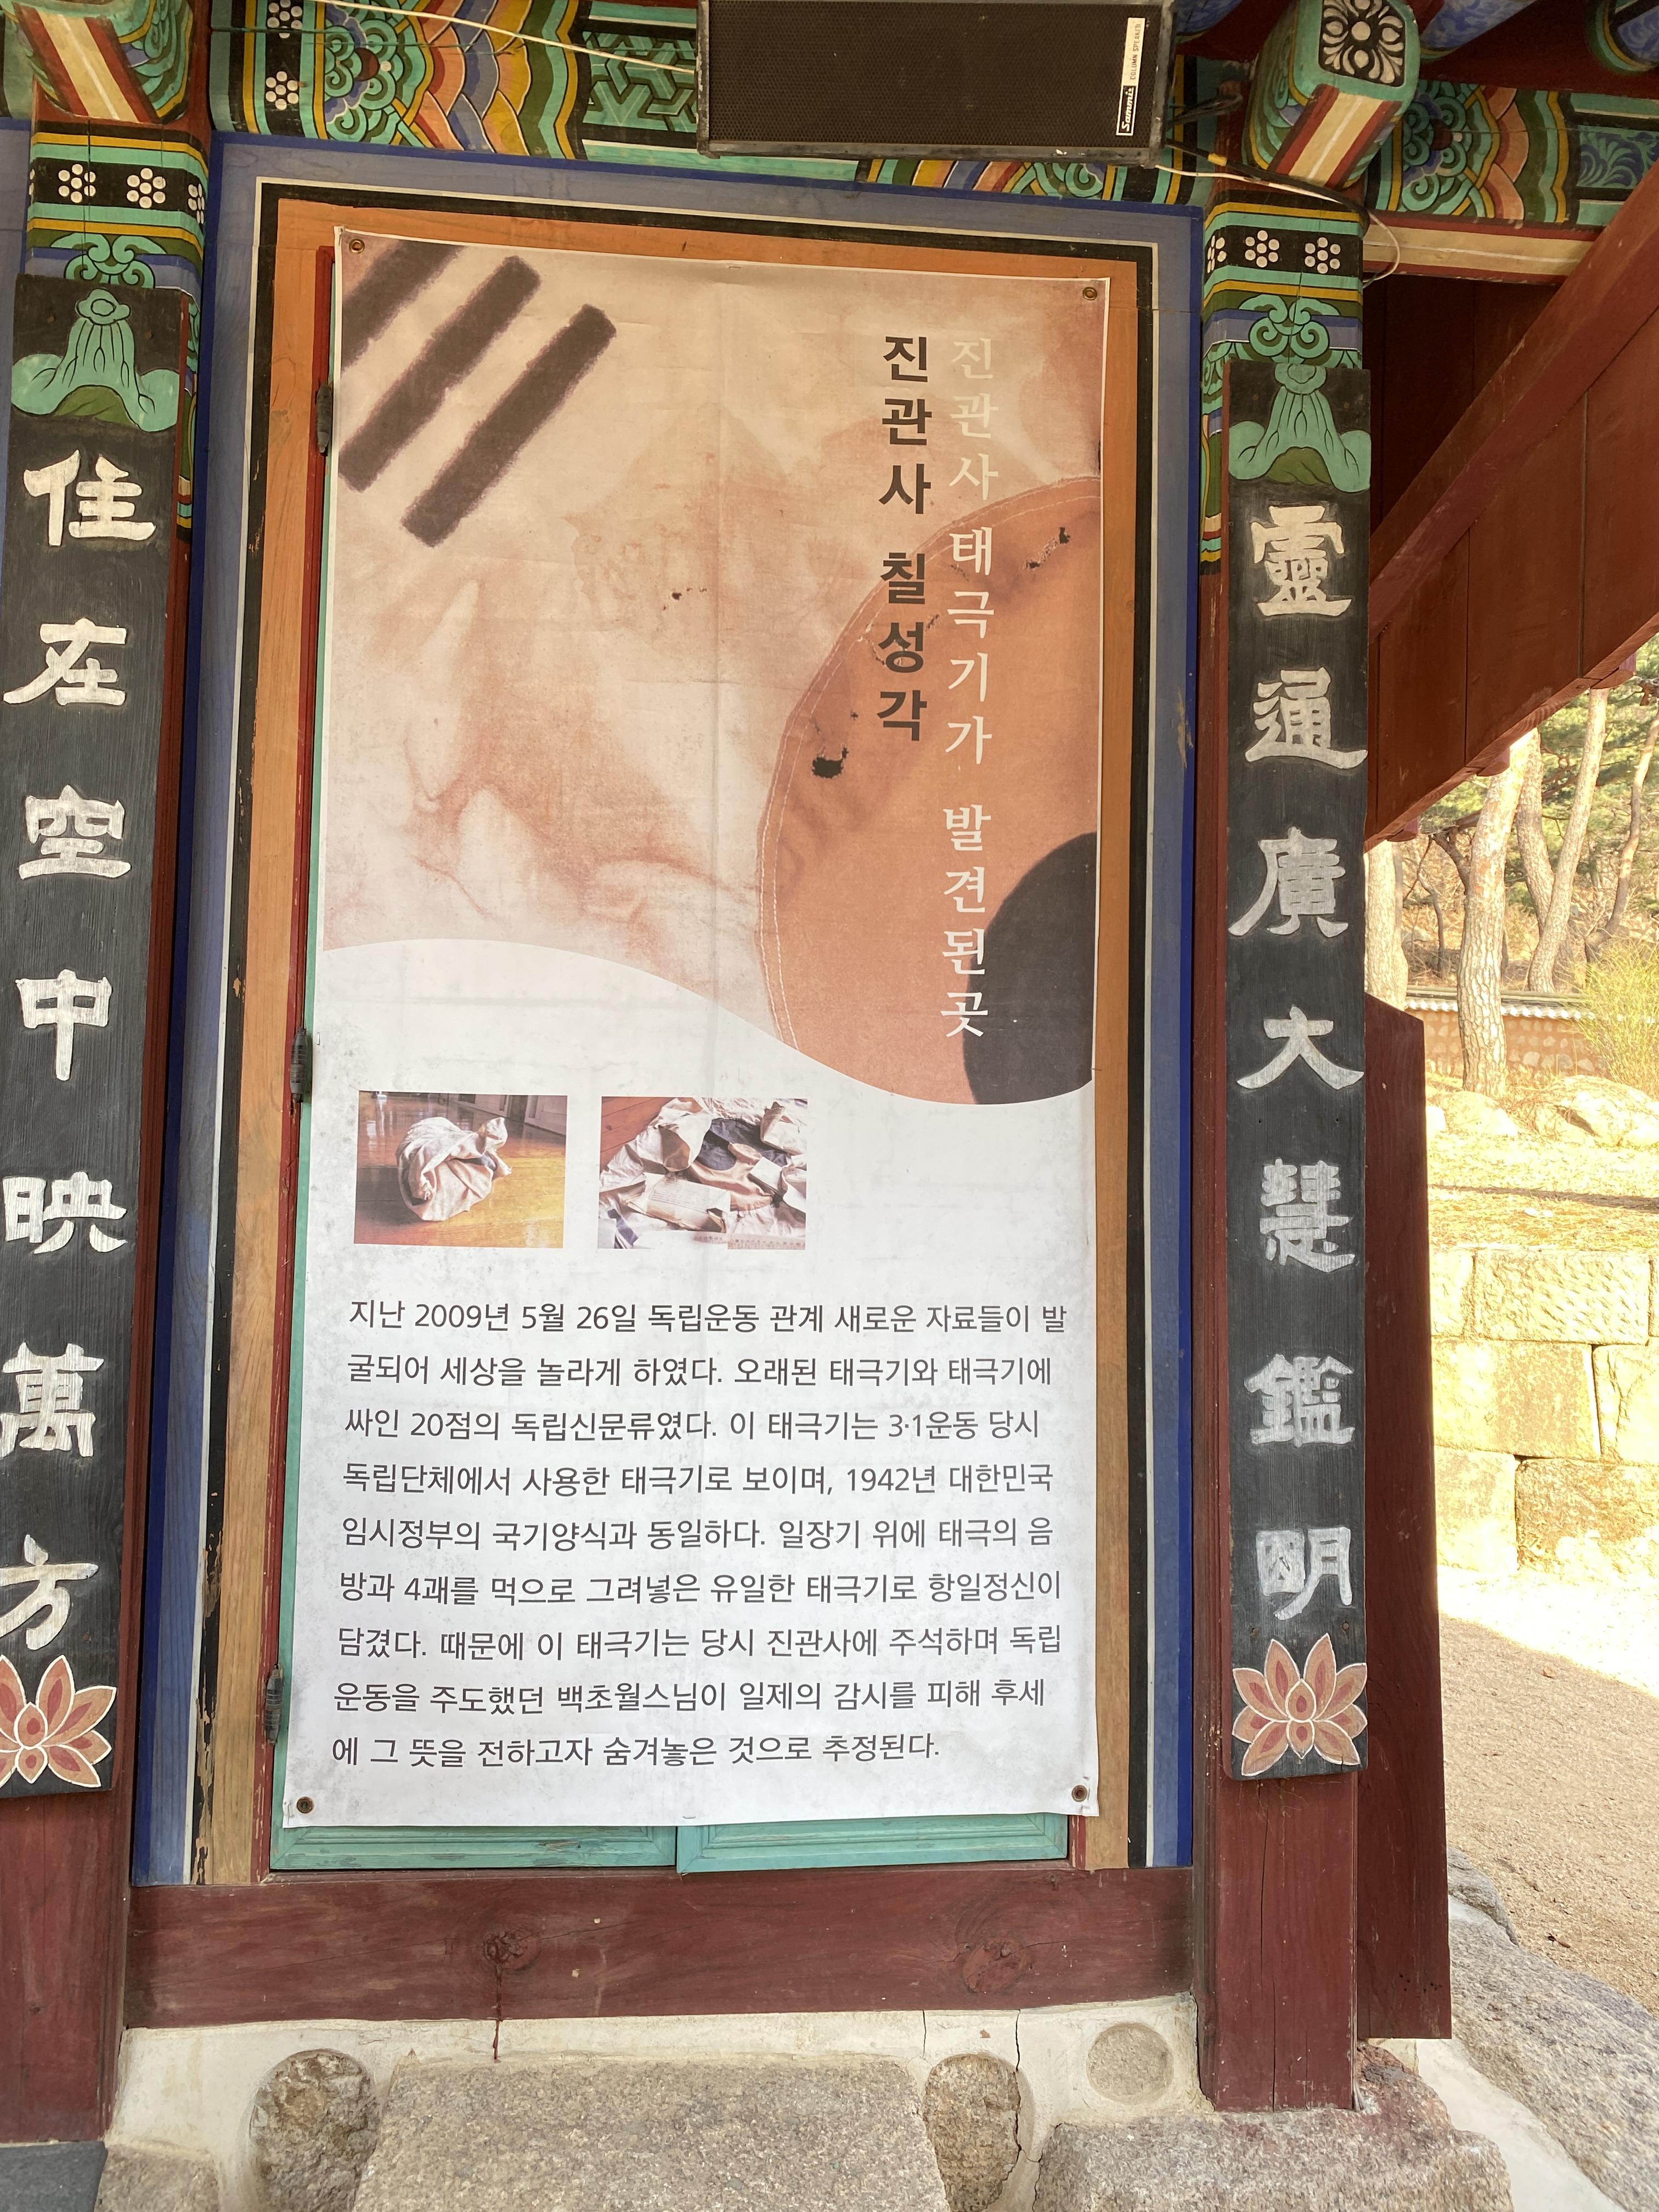 Sammis
COLUMN SPEAKER
靈通廣大慧鑑明
진관사 태극기가 발견된 곳
진관사 칠성각
지난 2009년 5월 26일 독립운동 관계 새로운 자료들이 발
굴되어 세상을 놀라게 하였다. 오래된 태극기와 태극기에
싸인 20점의 독립신문류였다. 이 태극기는 3·1운동 당시
독립단체에서 사용한 태극기로 보이며, 1942년 대한민국
임시정부의 국기양식과 동일하다. 일장기 위에 태극의 음
방과 4괘를 먹으로 그려넣은 유일한 태극기로 항일정신이
담겼다. 때문에 이 태극기는 당시 진관사에 주석하며 독립
운동을 주도했던 백초월스님이 일제의 감시를 피해 후세
에 그 뜻을 전하고자 숨겨놓은 것으로 추정된다.
住在空中映萬方